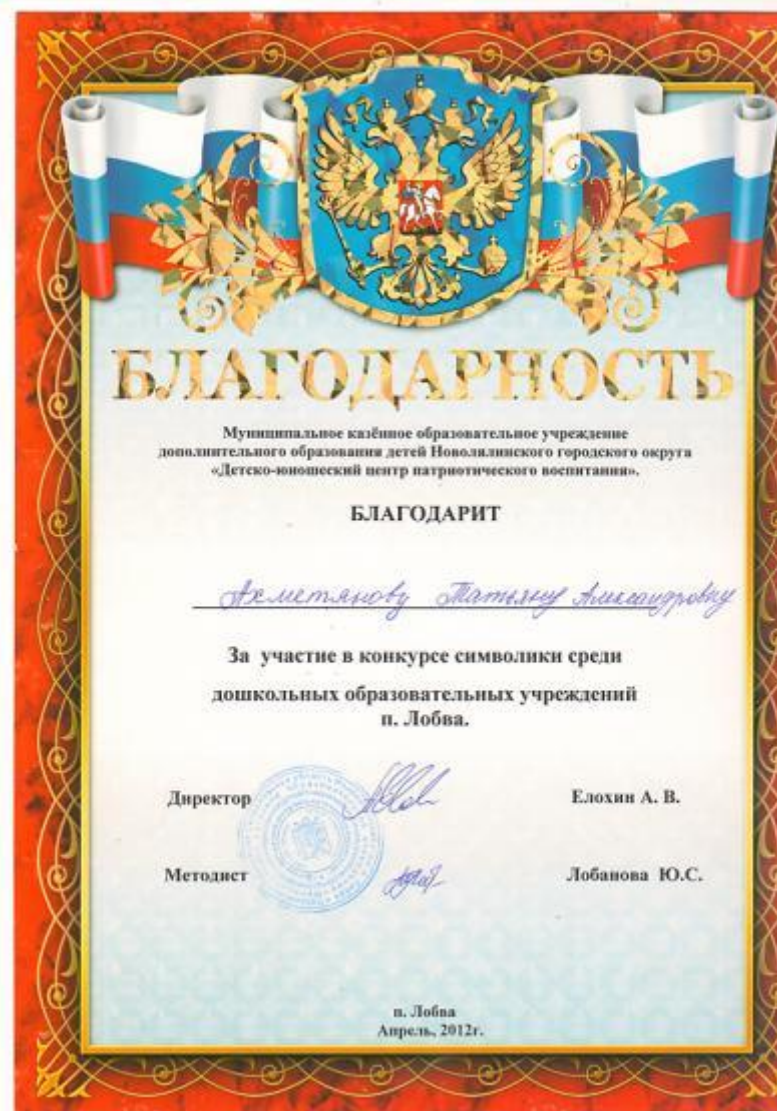 БЛАГОДАРНОСТЬ
Муниципальное казённое образовательное учреждение
дополнительного образования детей Новолялинского городского округа
«Детско-юношеский центр патриотического воспитания».
БЛАГОДАРИТ
Ахметянову Татьяну Александровну
За участие в конкурсе символики среди
дошкольных образовательных учреждений
п. Лобва.
Директор Елохин А. В.
Методист Лобанова Ю.С.
п. Лобва
Апрель, 2012г.